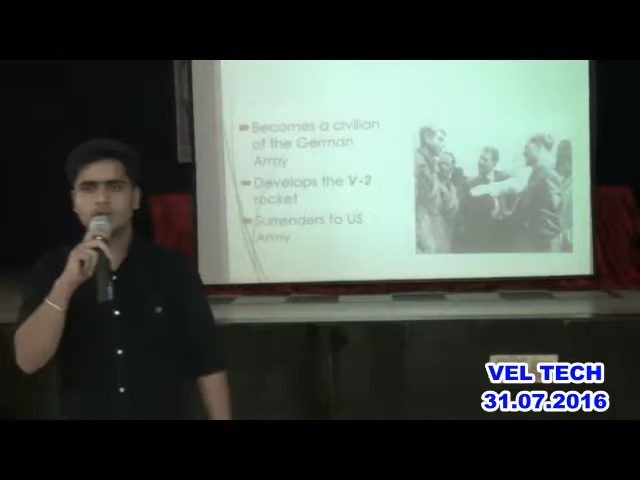 Becomes a civilian
of the German
Army
Develops the V-2
rocket
Surrenders to US
Army
VEL TECH
31.07.2016